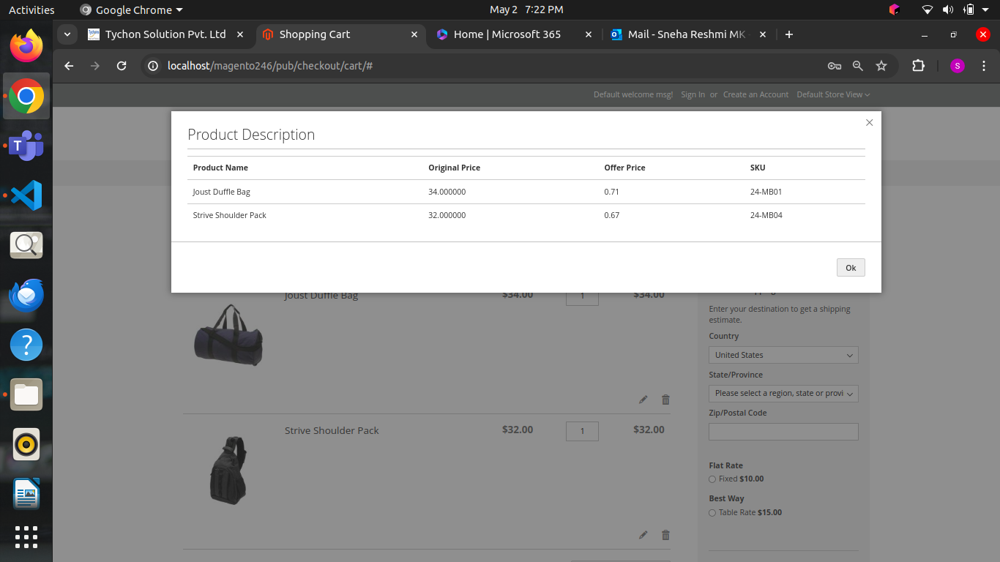 Activities
Google Chrome
May 2 7:22 PM
Tychon Solution Pvt. Ltd
Shopping Cart
Home | Microsoft 365
Mail - Sneha Reshmi MK
localhost/magento246/pub/checkout/cart/#
S
Default welcome msg! Sign In or Create an Account Default Store View
Product Description
Product Name Original Price Offer Price SKU
Joust Duffle Bag 34.000000 0.71 24-MB01
Strive Shoulder Pack 32.000000 0.67 24-MB04
Ok
Joust Duffle Bag $34.00 1 $34.00
Enter your destination to get a shipping
estimate.
Country
United States
State/Province
Please select a region, state or provi
Zip/Postal Code
Strive Shoulder Pack $32.00 1 $32.00
Flat Rate
Fixed $10.00
Best Way
Table Rate $15.00